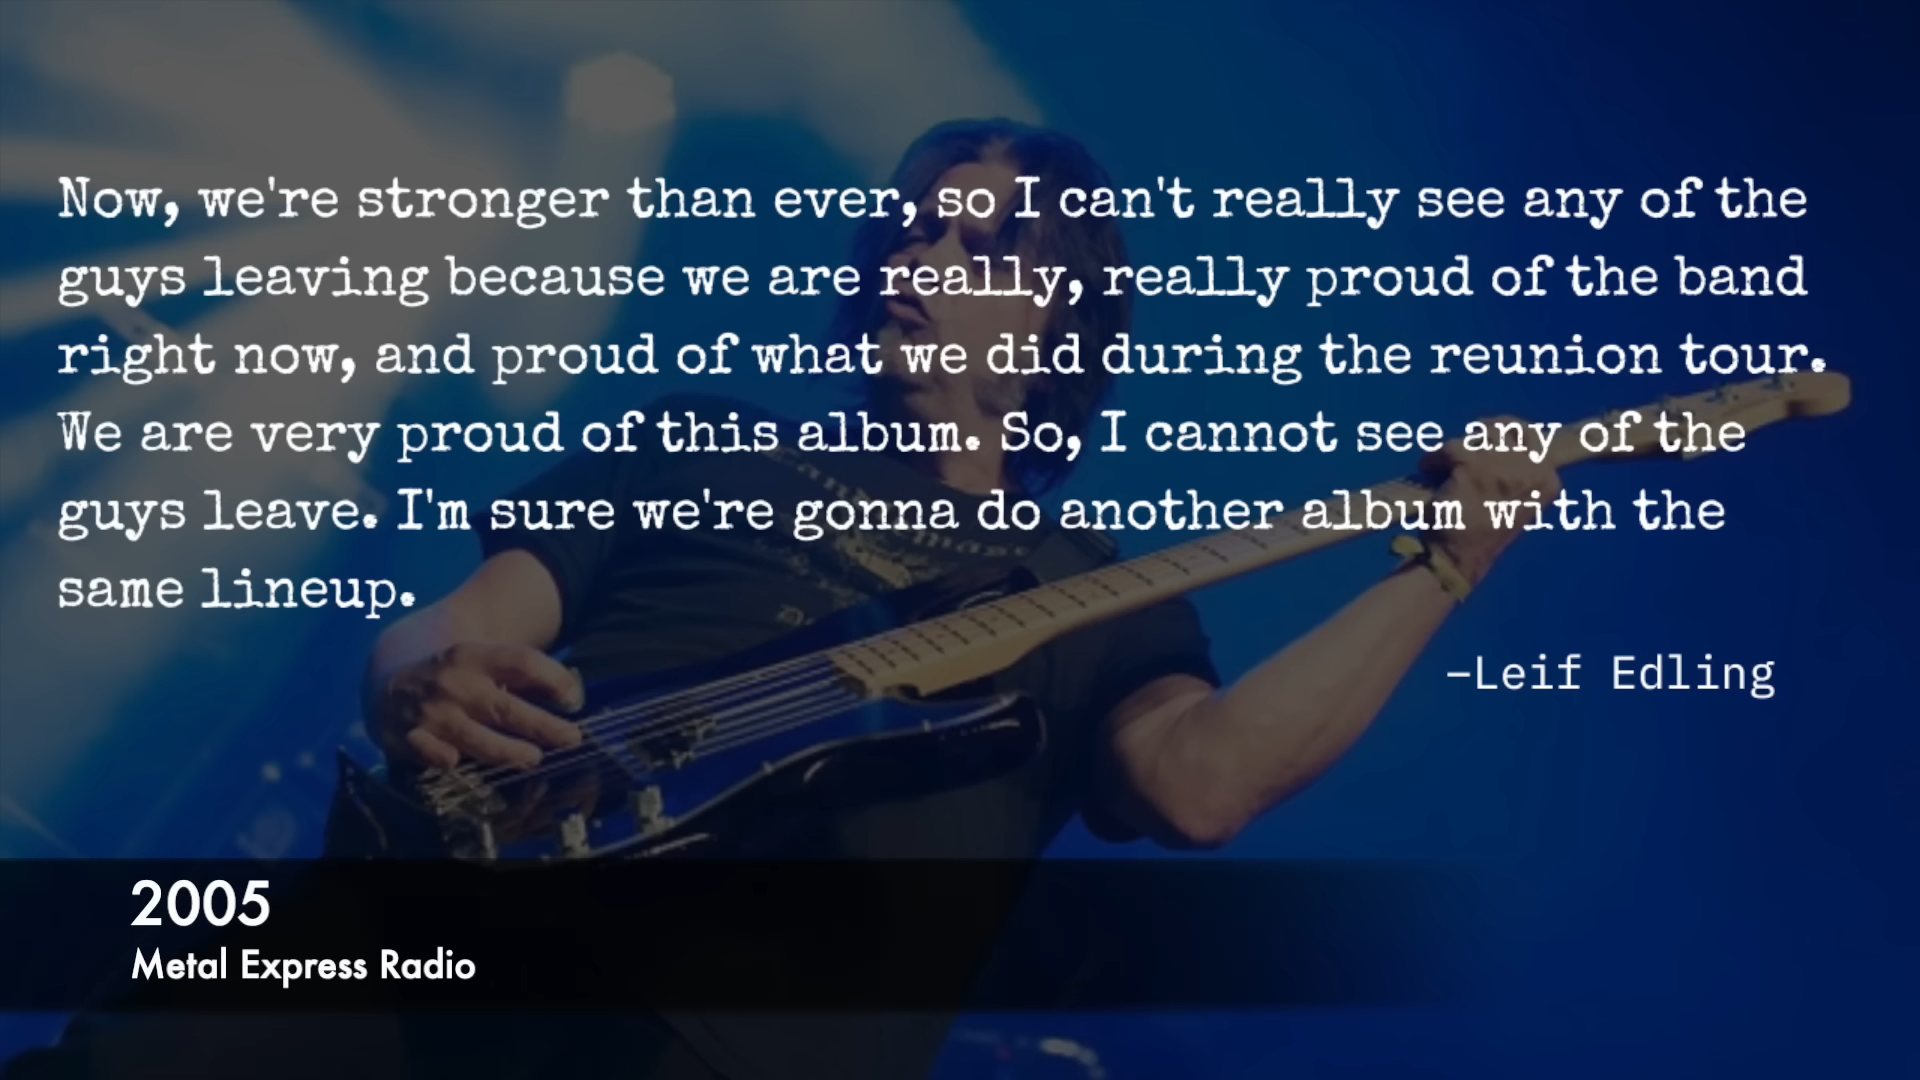 Now, we're stronger than ever, so I can't really see any of the
guys leaving because we are really, really proud of the band
right now, and proud of what we did during the reunion tour.
We are very proud of this album. So, I cannot see any of the
guys leave. I'm sure we're gonna do another album with the
same lineup.
–Leif Edling
2005
Metal Express Radio